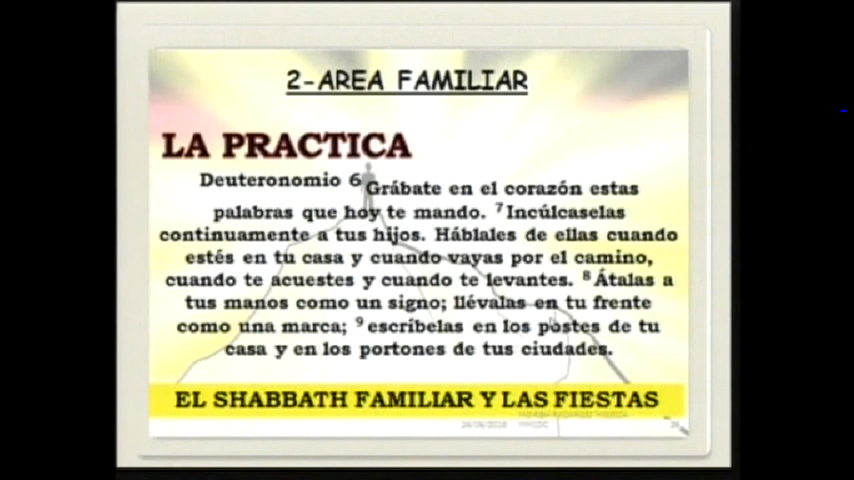 2-AREA FAMILIAR
LA PRACTICA
Deuteronomio 6 Grábate en el corazón estas
palabras que hoy te mando. 7 Incúlcaselas
continuamente a tus hijos. Háblales de ellas cuando
estés en tu casa y cuando vayas por el camino,
cuando te acuestes y cuando te levantes. 8 Átalas a
tus manos como un signo; llévalas en tu frente
como una marca; 9 escríbelas en los postes de tu
casa y en los portones de tus ciudades.
EL SHABBATH FAMILIAR Y LAS FIESTAS